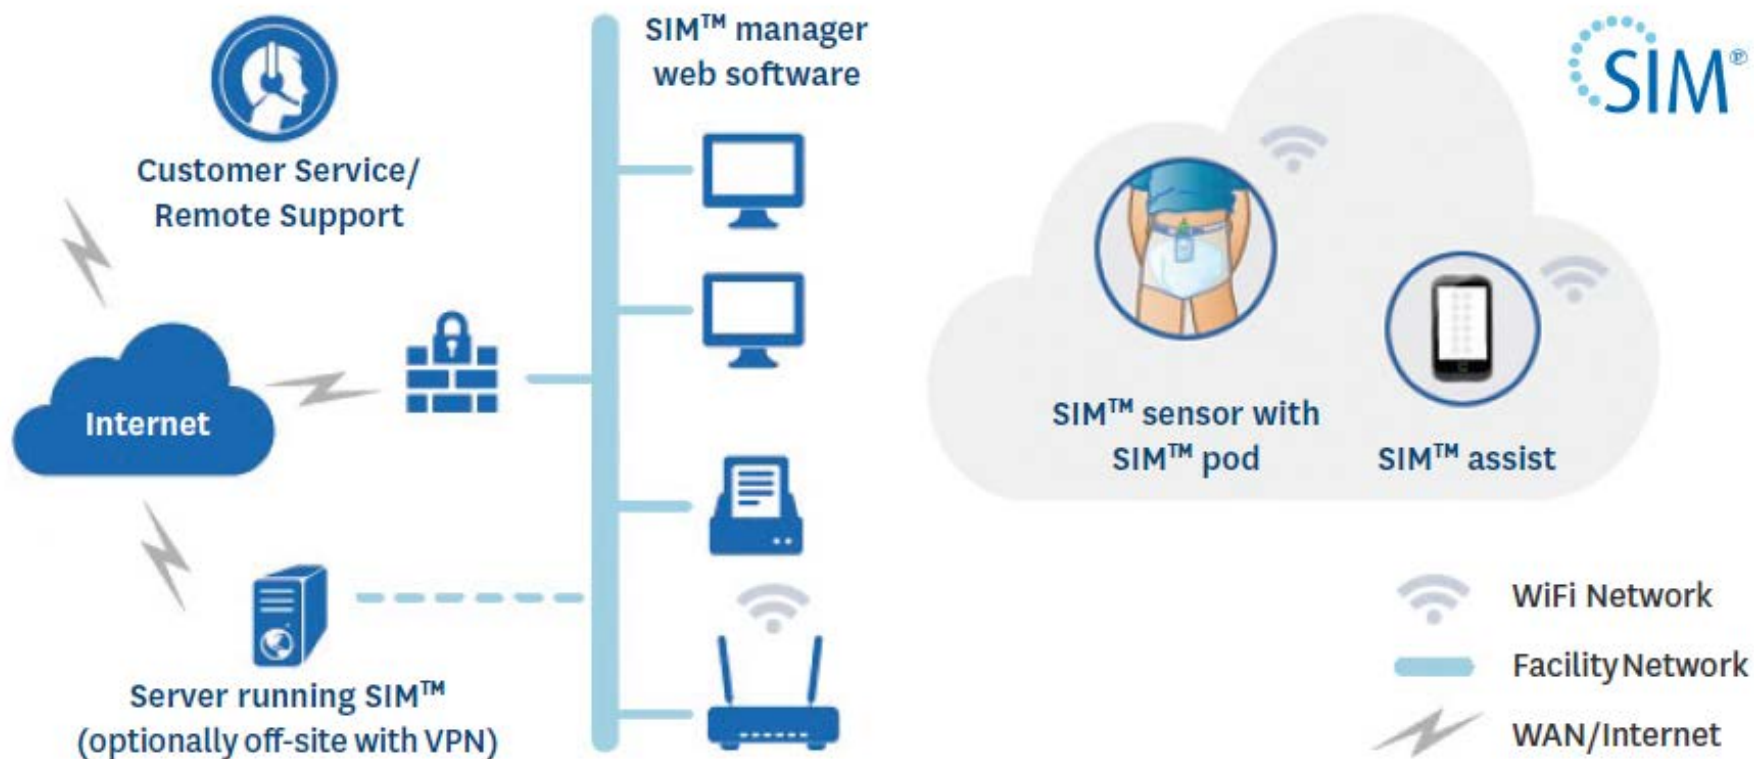 SIM™ manager
web software
SIM®
Customer Service/
Remote Support
Internet
SIM™ sensor with
SIM™ pod
SIM™ assist
Server running SIM™
(optionally off-site with VPN)
WiFi Network
Facility Network
WAN/Internet